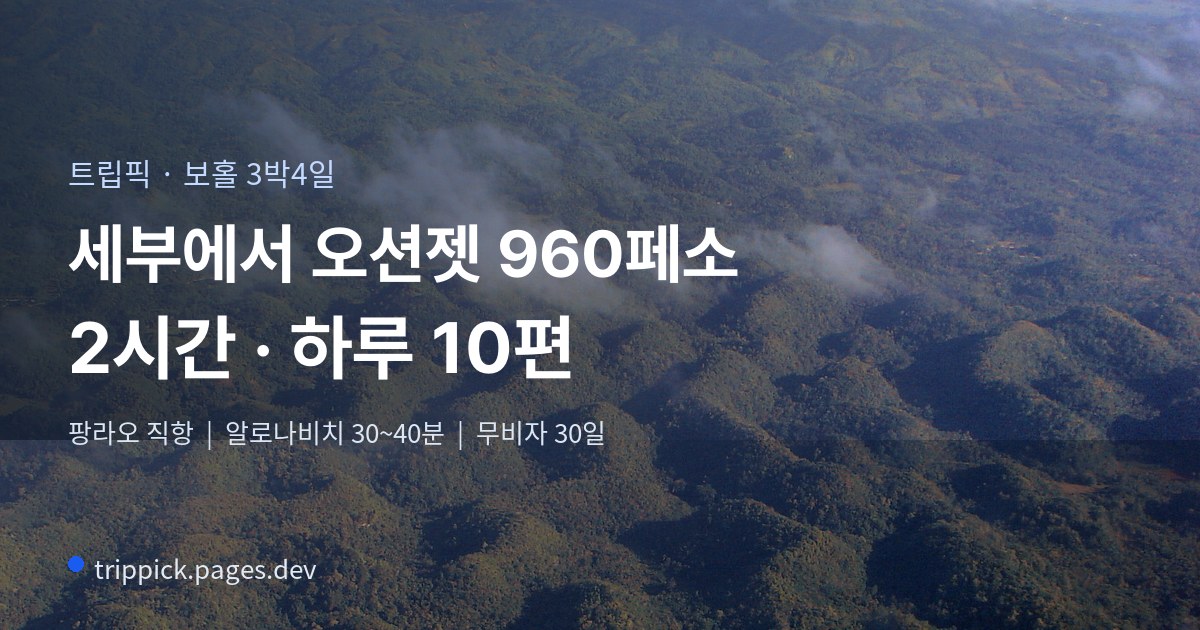 트립픽 · 보홀 3박4일
세부에서 오션젯 960페소
2시간 · 하루 10편
팡라오 직항 | 알로나비치 30~40분 | 무비자 30일
trippick.pages.dev